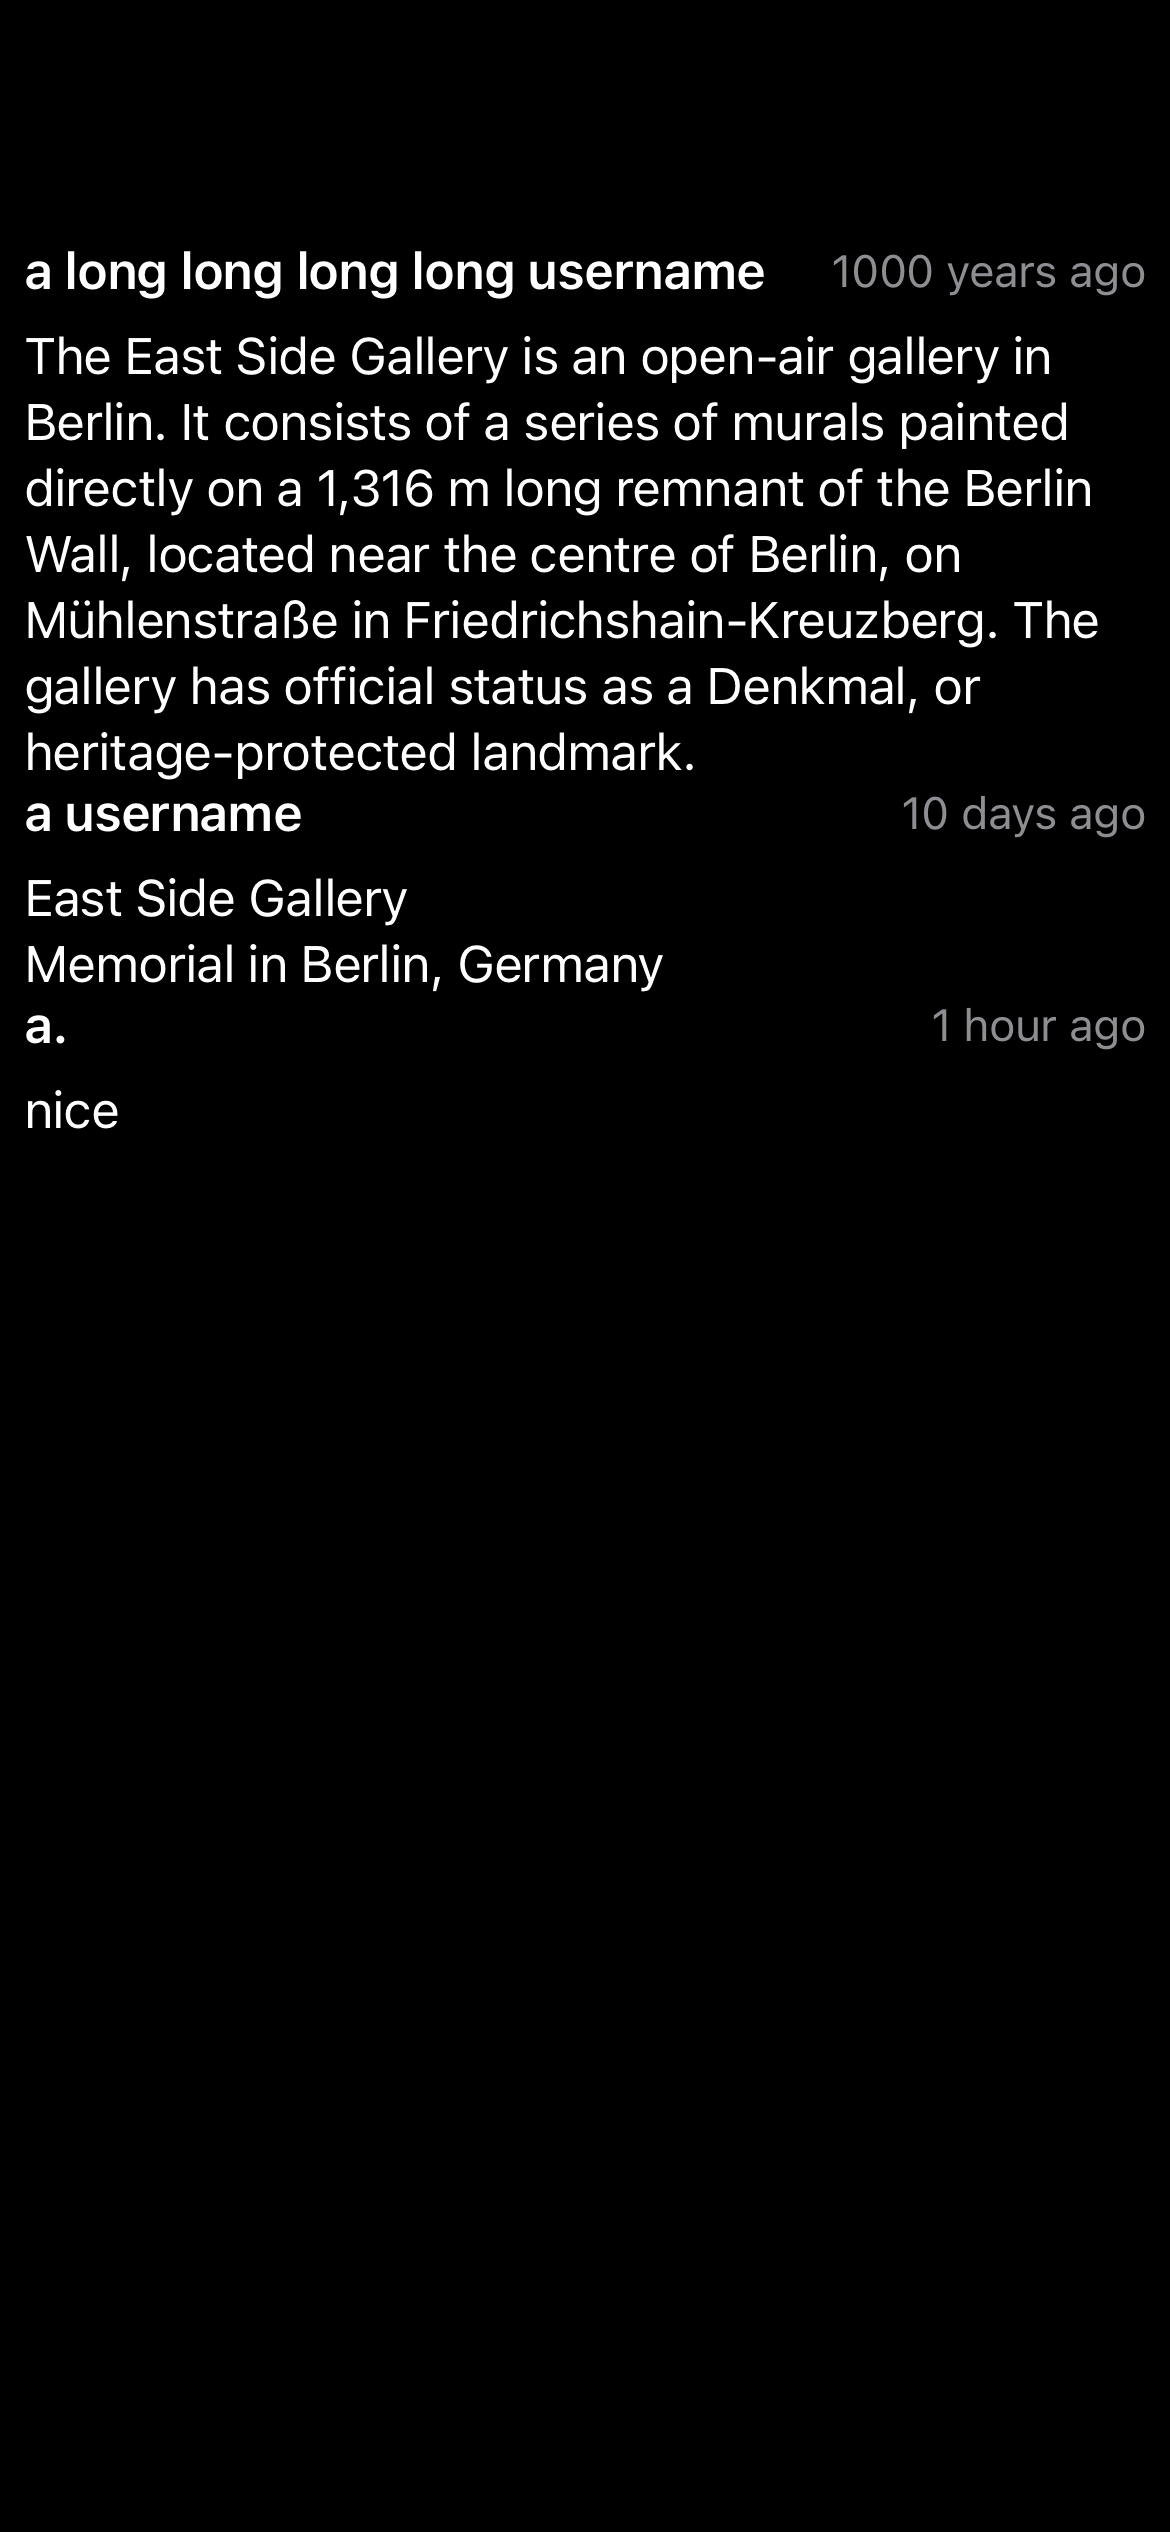 a long long long long username 1000 years ago
The East Side Gallery is an open-air gallery in
Berlin. It consists of a series of murals painted
directly on a 1,316 m long remnant of the Berlin
Wall, located near the centre of Berlin, on
Mühlenstraße in Friedrichshain-Kreuzberg. The
gallery has official status as a Denkmal, or
heritage-protected landmark.
a username 10 days ago
East Side Gallery
Memorial in Berlin, Germany
a. 1 hour ago
nice